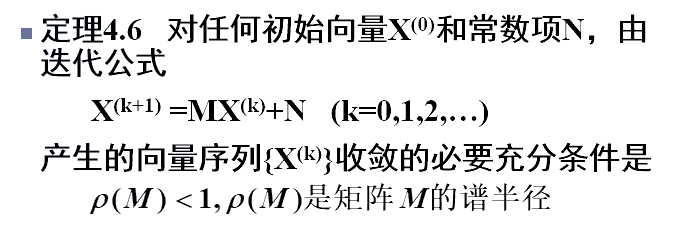 定理4.6 对任何初始向量X(0)和常数项N，由
迭代公式
X(k+1) =MX(k)+N (k=0,1,2,…)
产生的向量序列{X(k)}收敛的必要充分条件是
ρ(M) < 1, ρ(M)是矩阵 M的谱半径